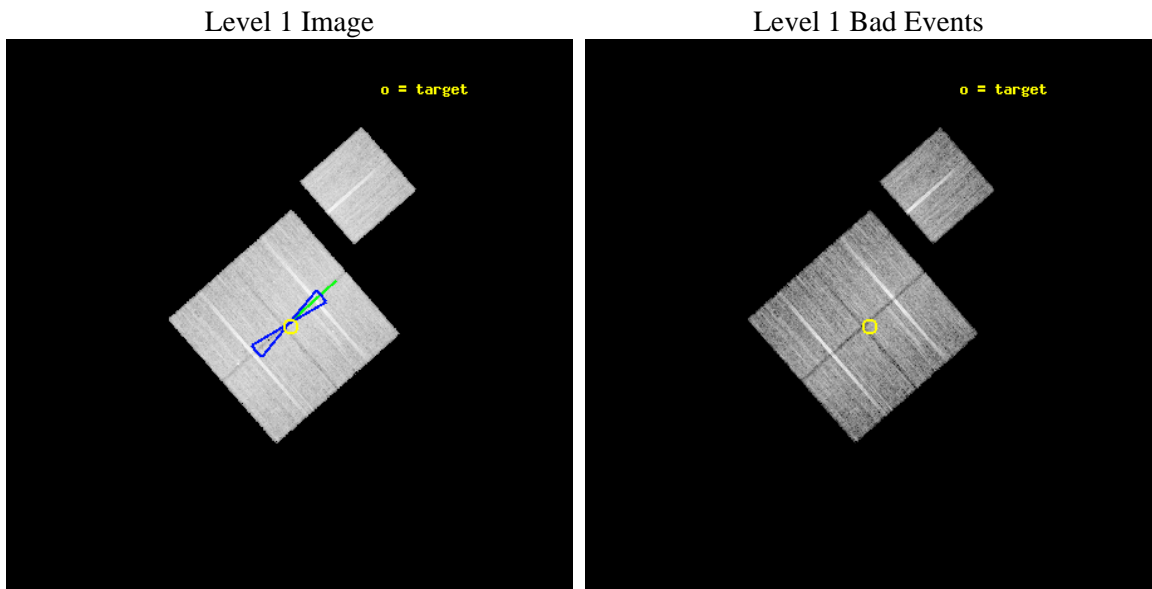 Level 1 Image
Level 1 Bad Events
o = target
o = target